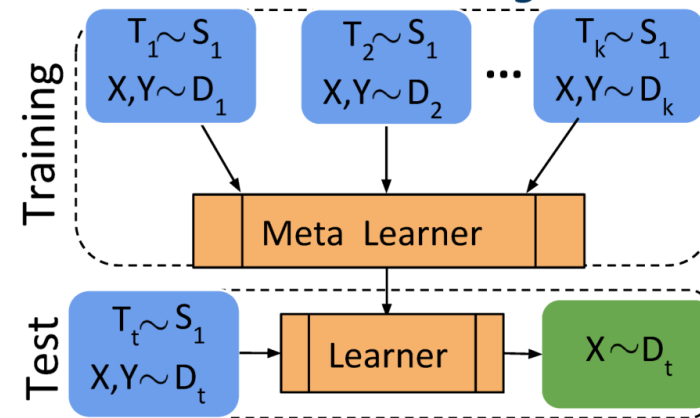 Training
T₁~S₁
X,Y~D₁
T₂~S₁
X,Y~D₂
...
Tₖ~S₁
X,Y~Dₖ
Meta Learner
Test
Tₜ~S₁
X,Y~Dₜ
Learner
X~Dₜ